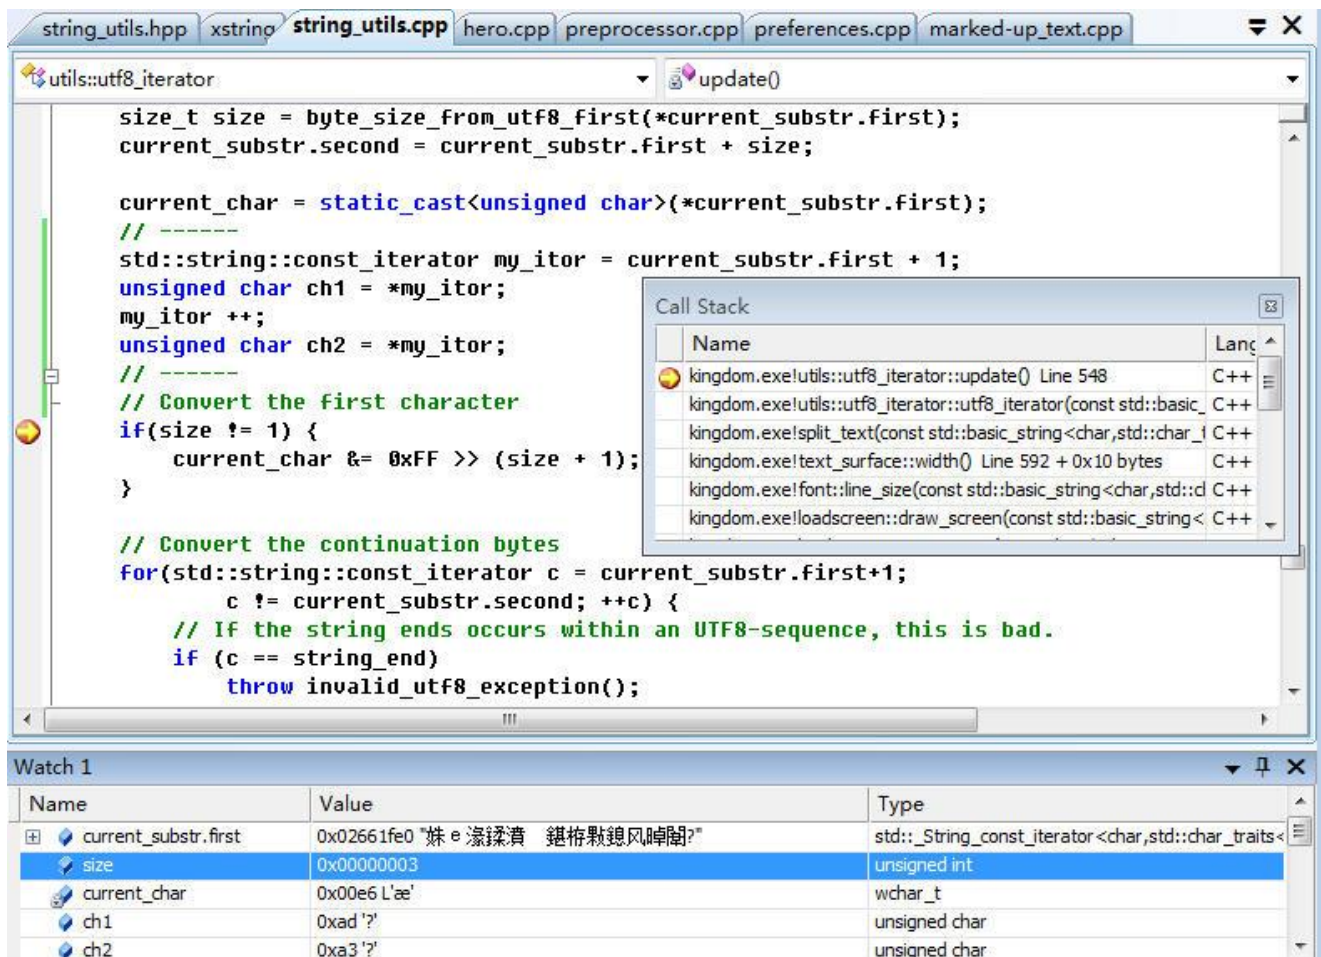 string_utils.hpp xstring string_utils.cpp hero.cpp preprocessor.cpp preferences.cpp marked-up_text.cpp
utils::utf8_iterator update()
size_t size = byte_size_from_utf8_first(*current_substr.first);
current_substr.second = current_substr.first + size;
current_char = static_cast<unsigned char>(*current_substr.first);
// ------
std::string::const_iterator my_itor = current_substr.first + 1;
unsigned char ch1 = *my_itor;
my_itor ++;
unsigned char ch2 = *my_itor;
// ------
// Convert the first character
if(size != 1) {
current_char &= 0xFF >> (size + 1);
}
// Convert the continuation bytes
for(std::string::const_iterator c = current_substr.first+1;
c != current_substr.second; ++c) {
// If the string ends occurs within an UTF8-sequence, this is bad.
if (c == string_end)
throw invalid_utf8_exception();
Call Stack
Name Lang
kingdom.exe!utils::utf8_iterator::update() Line 548 C++
kingdom.exe!utils::utf8_iterator::utf8_iterator(const std::basic_ C++
kingdom.exe!split_text(const std::basic_string<char,std::char_t C++
kingdom.exe!text_surface::width() Line 592 + 0x10 bytes C++
kingdom.exe!font::line_size(const std::basic_string<char,std::cl C++
kingdom.exe!loadscreen::draw_screen(const std::basic_string< C++
Watch 1
Name Value Type
current_substr.first 0x02661fe0 std::_String_const_iterator<char,std::char_traits<
size 0x00000003 unsigned int
current_char 0x00e6 L'æ' wchar_t
ch1 0xad '?' unsigned char
ch2 0xa3 '?' unsigned char